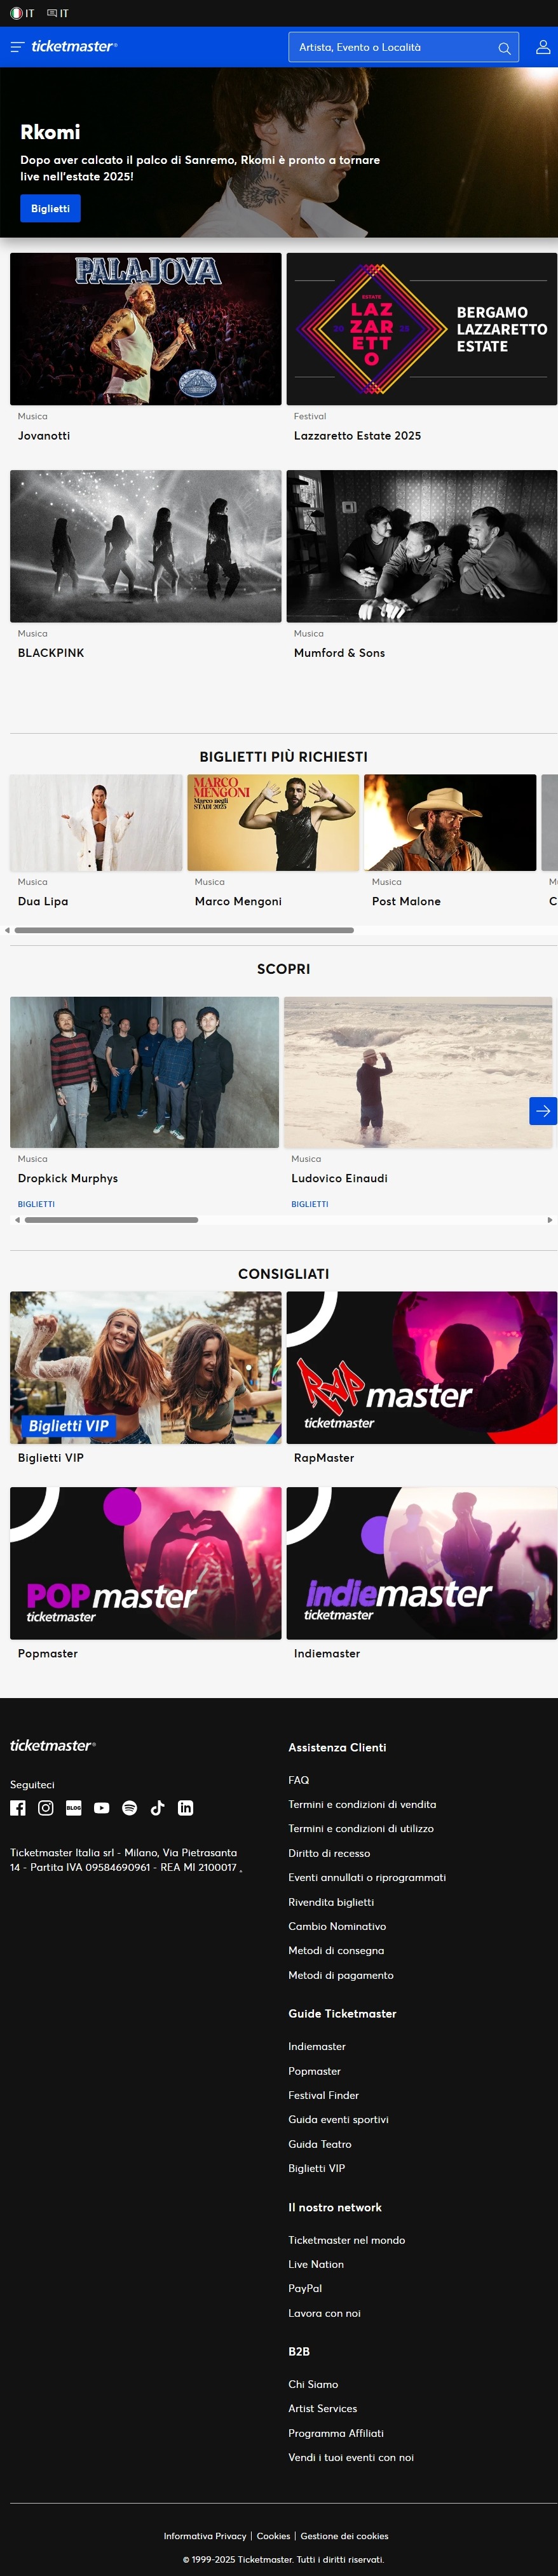 IT IT
ticketmaster®
Artista, Evento o Località
Rkomi
Dopo aver calcato il palco di Sanremo, Rkomi è pronto a tornare
live nell'estate 2025!
Biglietti
PALAJOVA
ESTATE
LAZ
ZAR
ETT
O
20 25
BERGAMO
LAZZARETTO
ESTATE
Musica
Jovanotti
Festival
Lazzaretto Estate 2025
Musica
BLACKPINK
Musica
Mumford & Sons
BIGLIETTI PIÙ RICHIESTI
MARCO
MENGONI
Marco negli
STADI 2025
Musica
Dua Lipa
Musica
Marco Mengoni
Musica
Post Malone
SCOPRI
Musica
Dropkick Murphys
BIGLIETTI
Musica
Ludovico Einaudi
BIGLIETTI
CONSIGLIATI
Biglietti VIP
Biglietti VIP
RAPmaster
ticketmaster
RapMaster
POPmaster
ticketmaster
Popmaster
indiemaster
ticketmaster
Indiemaster
ticketmaster®
Seguiteci
BLOG
Ticketmaster Italia srl - Milano, Via Pietrasanta
14 - Partita IVA 09584690961 - REA MI 2100017 .
Assistenza Clienti
FAQ
Termini e condizioni di vendita
Termini e condizioni di utilizzo
Diritto di recesso
Eventi annullati o riprogrammati
Rivendita biglietti
Cambio Nominativo
Metodi di consegna
Metodi di pagamento
Guide Ticketmaster
Indiemaster
Popmaster
Festival Finder
Guida eventi sportivi
Guida Teatro
Biglietti VIP
Il nostro network
Ticketmaster nel mondo
Live Nation
PayPal
Lavora con noi
B2B
Chi Siamo
Artist Services
Programma Affiliati
Vendi i tuoi eventi con noi
Informativa Privacy | Cookies | Gestione dei cookies
© 1999-2025 Ticketmaster. Tutti i diritti riservati.